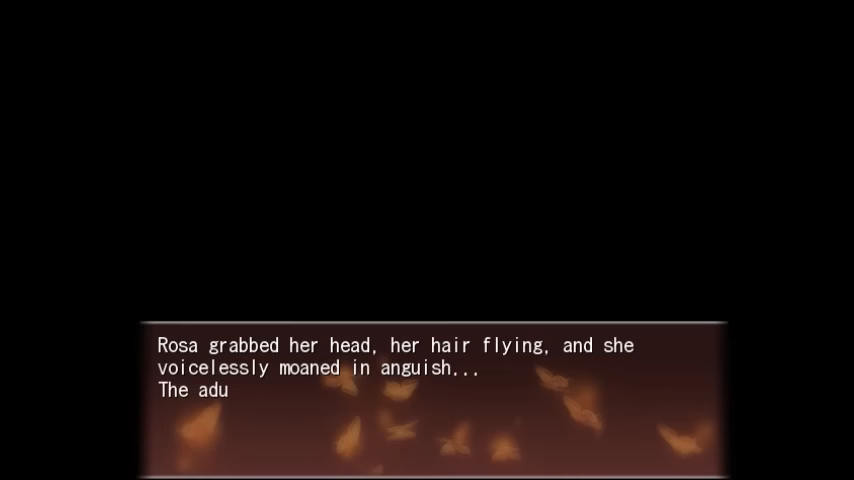 Rosa grabbed her head, her hair flying, and she
voicelessly moaned in anguish...
The adu